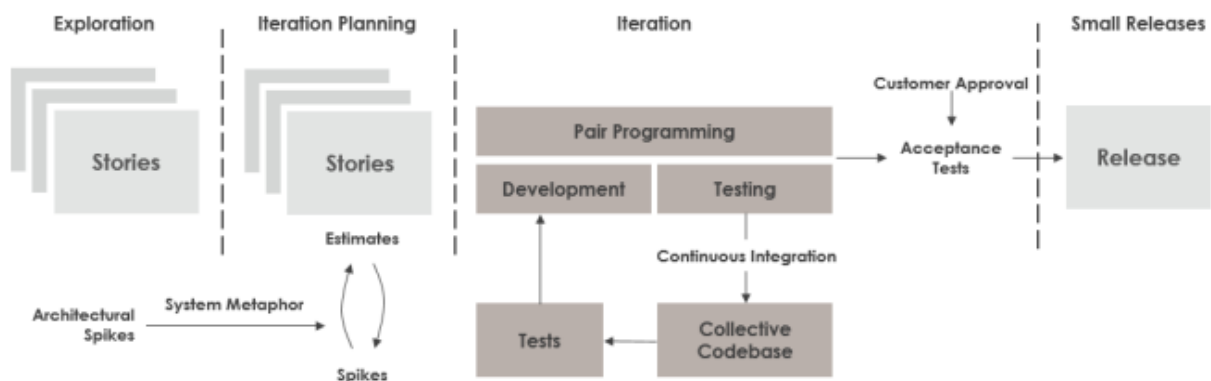 Exploration
Iteration Planning
Iteration
Small Releases
Stories
Stories
Estimates
Architectural
Spikes
System Metaphor
Spikes
Pair Programming
Development
Testing
Continuous Integration
Tests
Collective
Codebase
Customer Approval
Acceptance
Tests
Release